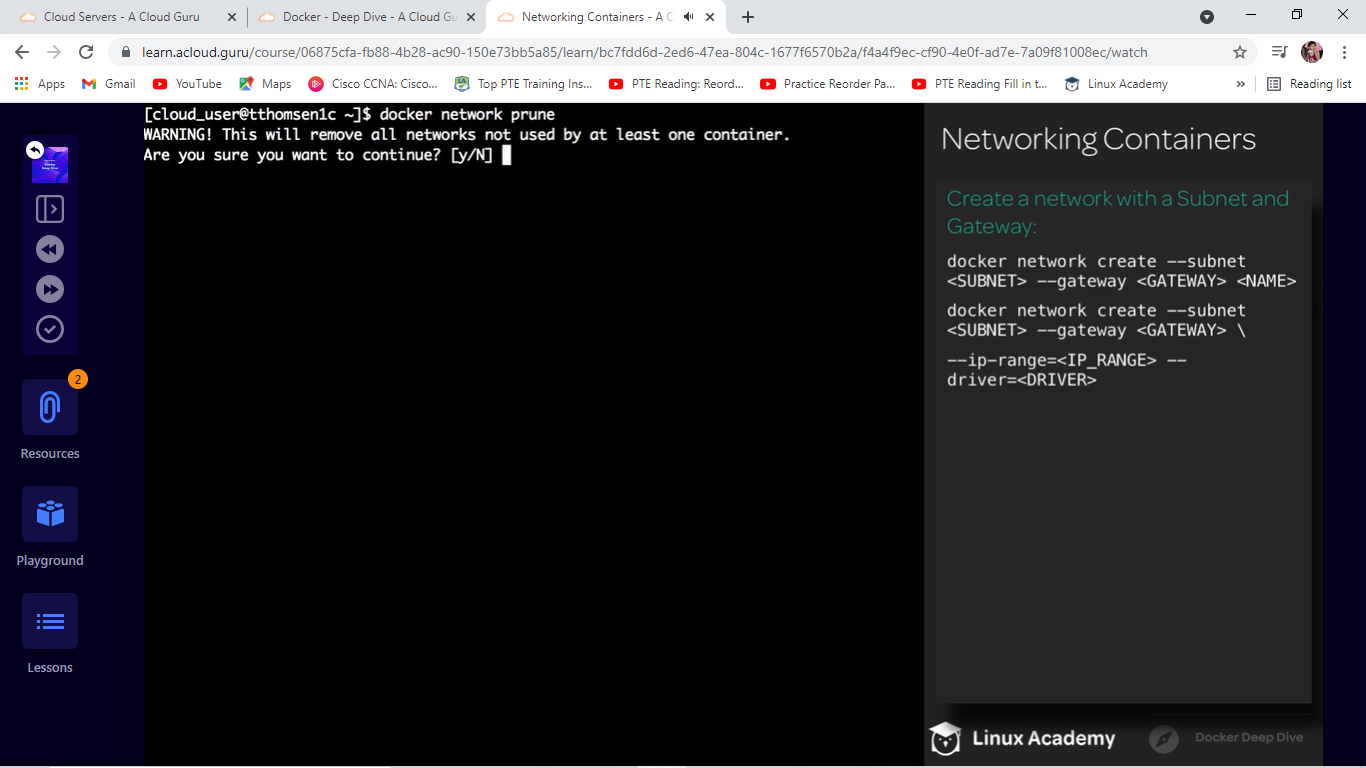 Cloud Servers - A Cloud Guru
Docker - Deep Dive - A Cloud Gu
Networking Containers - A C
learn.acloud.guru/course/06875cfa-fb88-4b28-ac90-150e73bb5a85/learn/bc7fdd6d-2ed6-47ea-804c-1677f6570b2a/f4a4f9ec-cf90-4e0f-ad7e-7a09f81008ec/watch
Apps
Gmail
YouTube
Maps
Cisco CCNA: Cisco...
Top PTE Training Ins...
PTE Reading: Reord...
Practice Reorder Pa...
PTE Reading Fill in t...
Linux Academy
»
Reading list
[cloud_user@tthomsen1c ~]$ docker network prune
WARNING! This will remove all networks not used by at least one container.
Are you sure you want to continue? [y/N]
2
Resources
Playground
Lessons
Networking Containers
Create a network with a Subnet and
Gateway:
docker network create --subnet
<SUBNET> --gateway <GATEWAY> <NAME>
docker network create --subnet
<SUBNET> --gateway <GATEWAY> \
--ip-range=<IP_RANGE> --
driver=<DRIVER>
Linux Academy
Docker Deep Dive